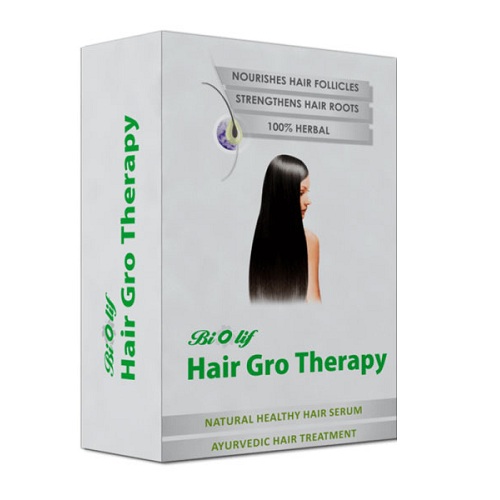 NOURISHES HAIR FOLLICLES
STRENGTHENS HAIR ROOTS
100% HERBAL
Biolif
Hair Gro Therapy
NATURAL HEALTHY HAIR SERUM
AYURVEDIC HAIR TREATMENT
Biolif
Hair Gro Therapy